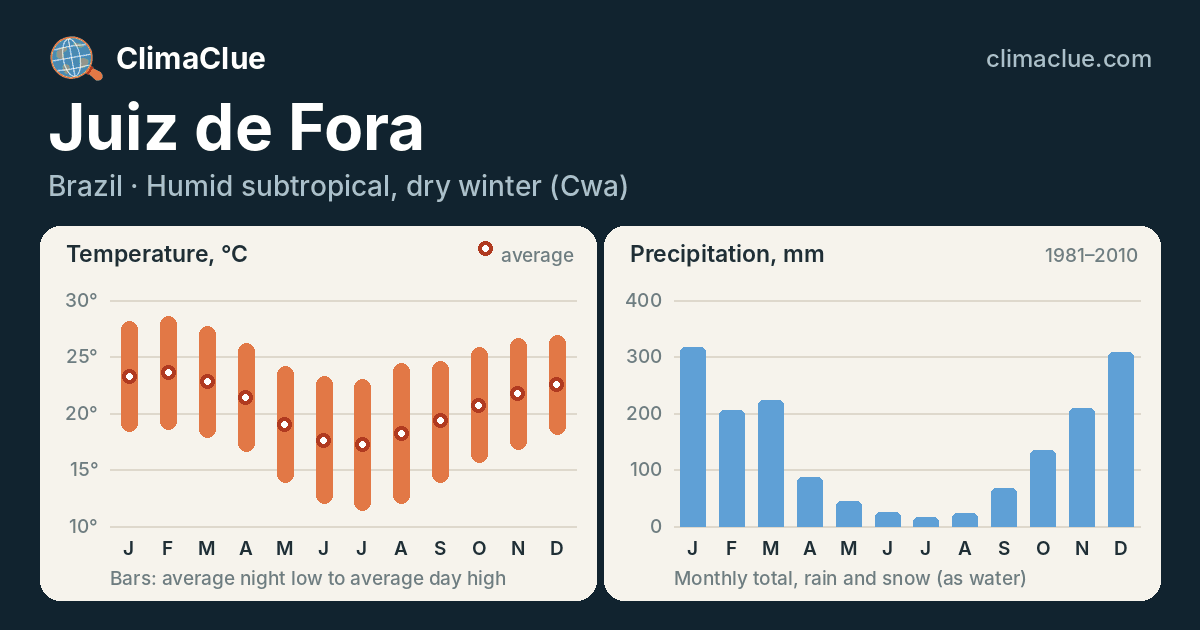 ClimaClue
climaclue.com
Juiz de Fora
Brazil · Humid subtropical, dry winter (Cwa)
Temperature, °C
average
30°
25°
20°
15°
10°
J F M A M J J A S O N D
Bars: average night low to average day high
Precipitation, mm
1981–2010
400
300
200
100
0
J F M A M J J A S O N D
Monthly total, rain and snow (as water)